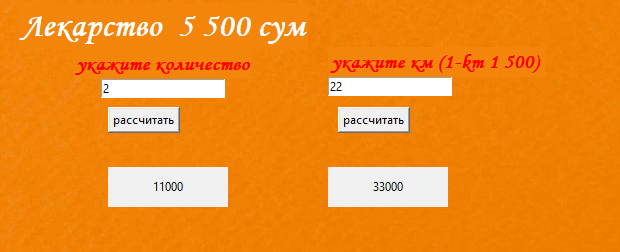 Лекарство 5 500 сум
укажите количество
укажите км (1-km 1 500)
2
22
рассчитать
рассчитать
11000
33000